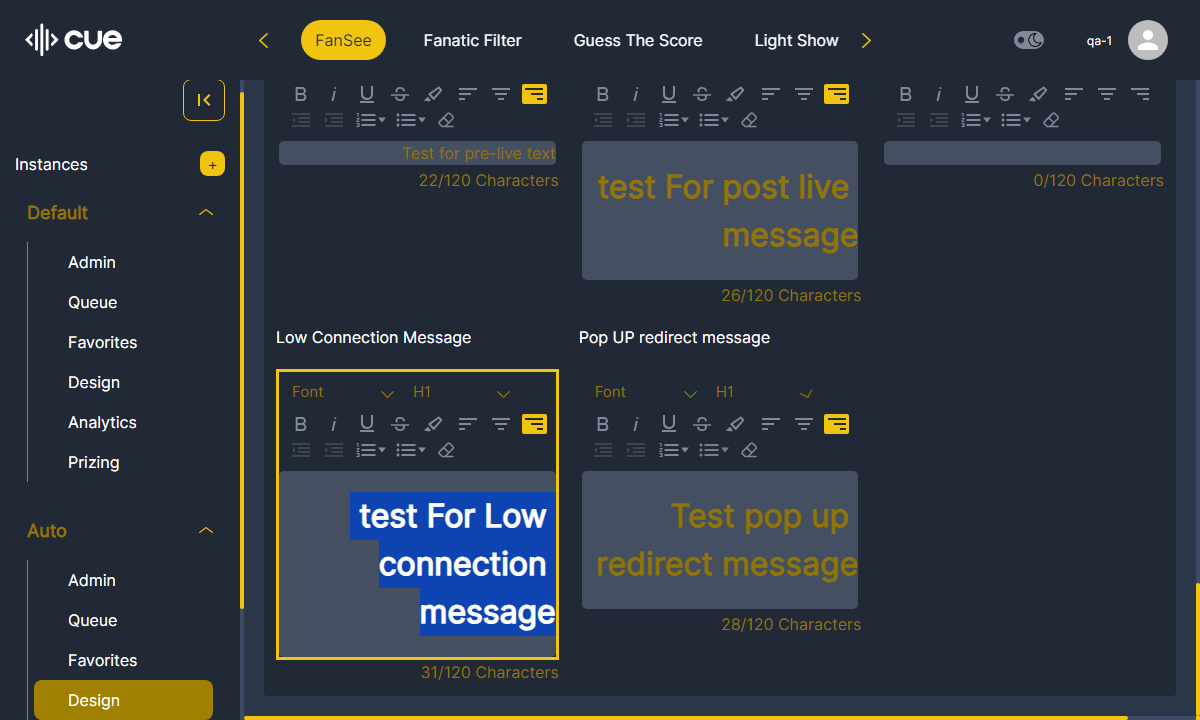 cue
FanSee
Fanatic Filter
Guess The Score
Light Show
qa-1
Instances
+
Default
Admin
Queue
Favorites
Design
Analytics
Prizing
Auto
Admin
Queue
Favorites
Design
Test for pre-live text
22/120 Characters
test For post live
message
26/120 Characters
0/120 Characters
Low Connection Message
Font
H1
test For Low
connection
message
31/120 Characters
Pop UP redirect message
Font
H1
Test pop up
redirect message
28/120 Characters